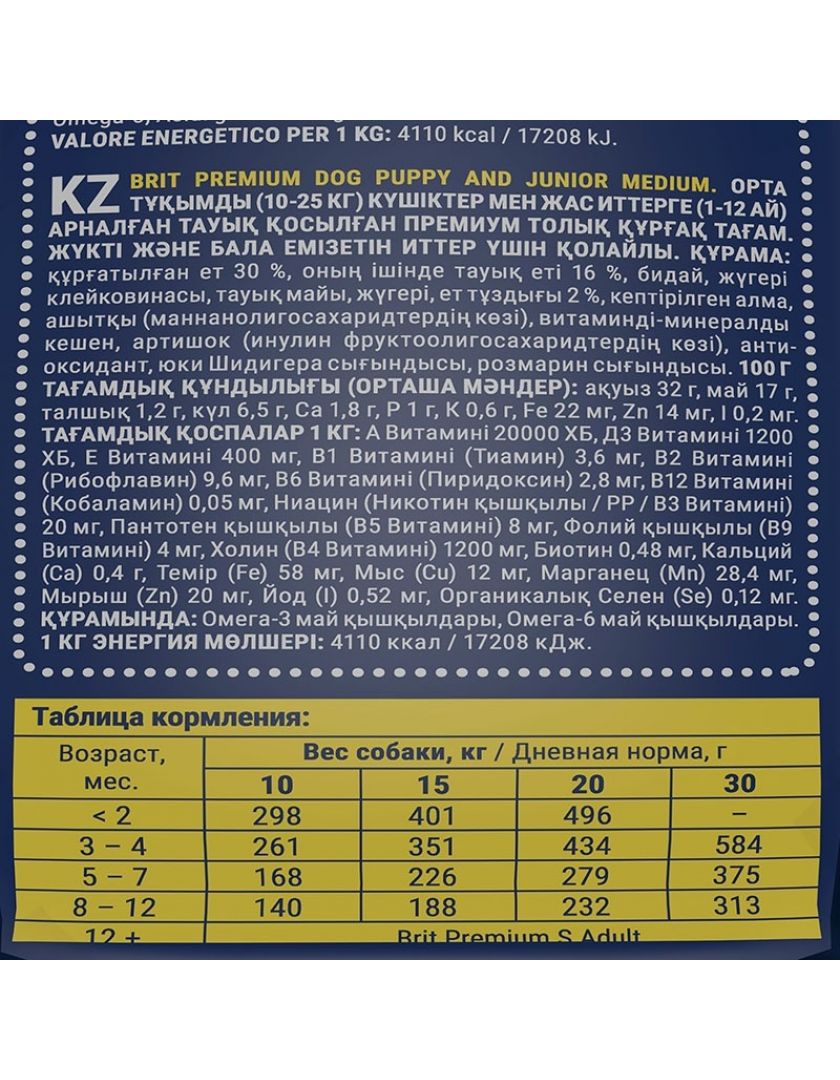 VALORE ENERGETICO PER 1 KG: 4110 kcal / 17208 kJ.
KZ BRIT PREMIUM DOG PUPPY AND JUNIOR MEDIUM. ОРТА
ТҰҚЫМДЫ (10-25 КГ) КҮШІКТЕР МЕН ЖАС ИТТЕРГЕ (1-12 АЙ)
АРНАЛҒАН ТАУЫҚ ҚОСЫЛҒАН ПРЕМИУМ ТОЛЫҚ ҚҰРҒАҚ ТАҒАМ.
ЖҮКТІ ЖӘНЕ БАЛА ЕМІЗЕТІН ИТТЕР ҮШІН ҚОЛАЙЛЫ. ҚҰРАМА:
құрғатылған ет 30 %, оның ішінде тауық еті 16 %, бидай, жүгері
клейковинасы, тауық майы, жүгері, ет тұздығы 2 %, кептірілген алма,
ашытқы (маннанолигосахаридтердің көзі), витаминді-минералды
кешен, артишок (инулин фруктоолигосахаридтердің көзі), анти-
оксидант, юки Шидигера сығындысы, розмарин сығындысы. 100 Г
ТАҒАМДЫҚ ҚҰНДЫЛЫҒЫ (ОРТАША МӘНДЕР): ақуыз 32 г, май 17 г,
талшық 1,2 г, күл 6,5 г, Ca 1,8 г, P 1 г, K 0,6 г, Fe 22 мг, Zn 14 мг, I 0,2 мг.
ТАҒАМДЫҚ ҚОСПАЛАР 1 КГ: А Витамині 20000 ХБ, Д3 Витамині 1200
ХБ, Е Витамині 400 мг, В1 Витамині (Тиамин) 3,6 мг, В2 Витамині
(Рибофлавин) 9,6 мг, В6 Витамині (Пиридоксин) 2,8 мг, В12 Витамині
(Кобаламин) 0,05 мг, Ниацин (Никотин қышқылы / РР / В3 Витамині)
20 мг, Пантотен қышқылы (В5 Витамині) 8 мг, Фолий қышқылы (В9
Витамині) 4 мг, Холин (В4 Витамині) 1200 мг, Биотин 0,48 мг, Кальций
(Ca) 0,4 г, Темір (Fe) 58 мг, Мыс (Cu) 12 мг, Марганец (Mn) 28,4 мг,
Мырыш (Zn) 20 мг, Йод (I) 0,52 мг, Органикалық Селен (Se) 0,12 мг.
ҚҰРАМЫНДА: Омега-3 май қышқылдары, Омега-6 май қышқылдары.
1 КГ ЭНЕРГИЯ МӨЛШЕРІ: 4110 ккал / 17208 кДж.
Таблица кормления:
Возраст, мес. Вес собаки, кг / Дневная норма, г
10 15 20 30
< 2 298 401 496 –
3 – 4 261 351 434 584
5 – 7 168 226 279 375
8 – 12 140 188 232 313
12 + Brit Premium S Adult